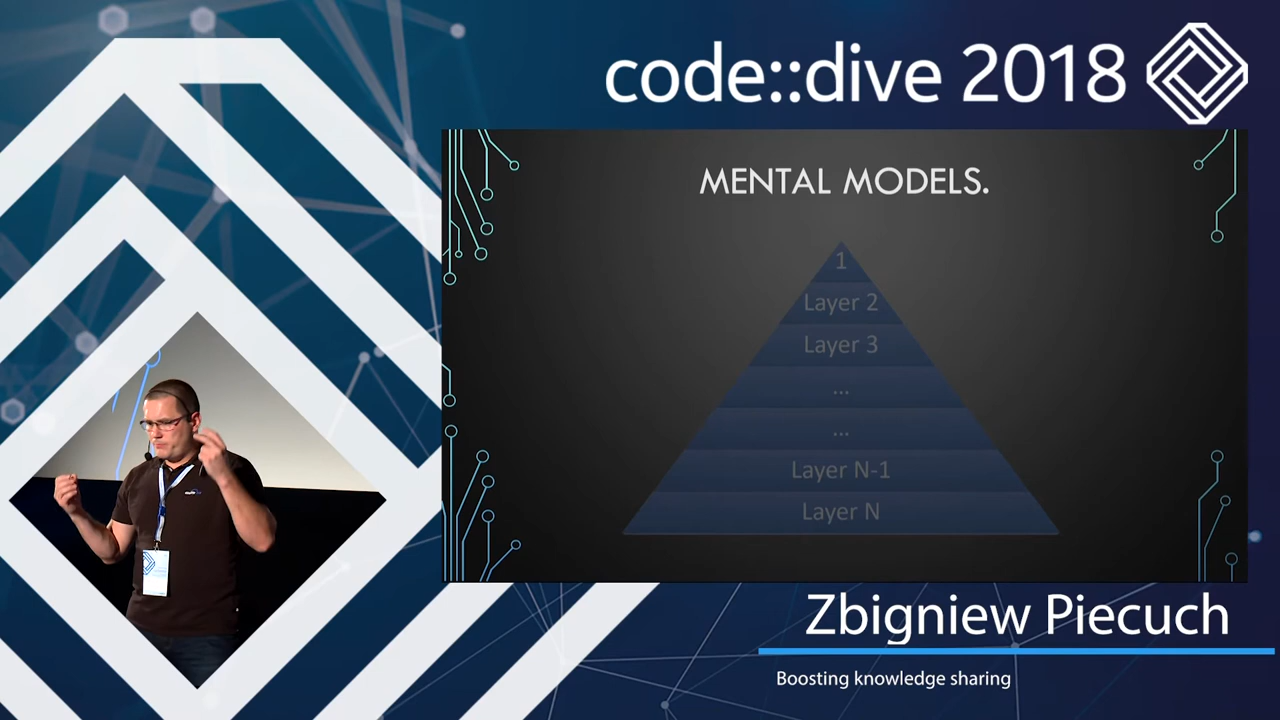 code::dive 2018
MENTAL MODELS.
1
Layer 2
Layer 3
...
...
Layer N-1
Layer N
Zbigniew Piecuch
Boosting knowledge sharing